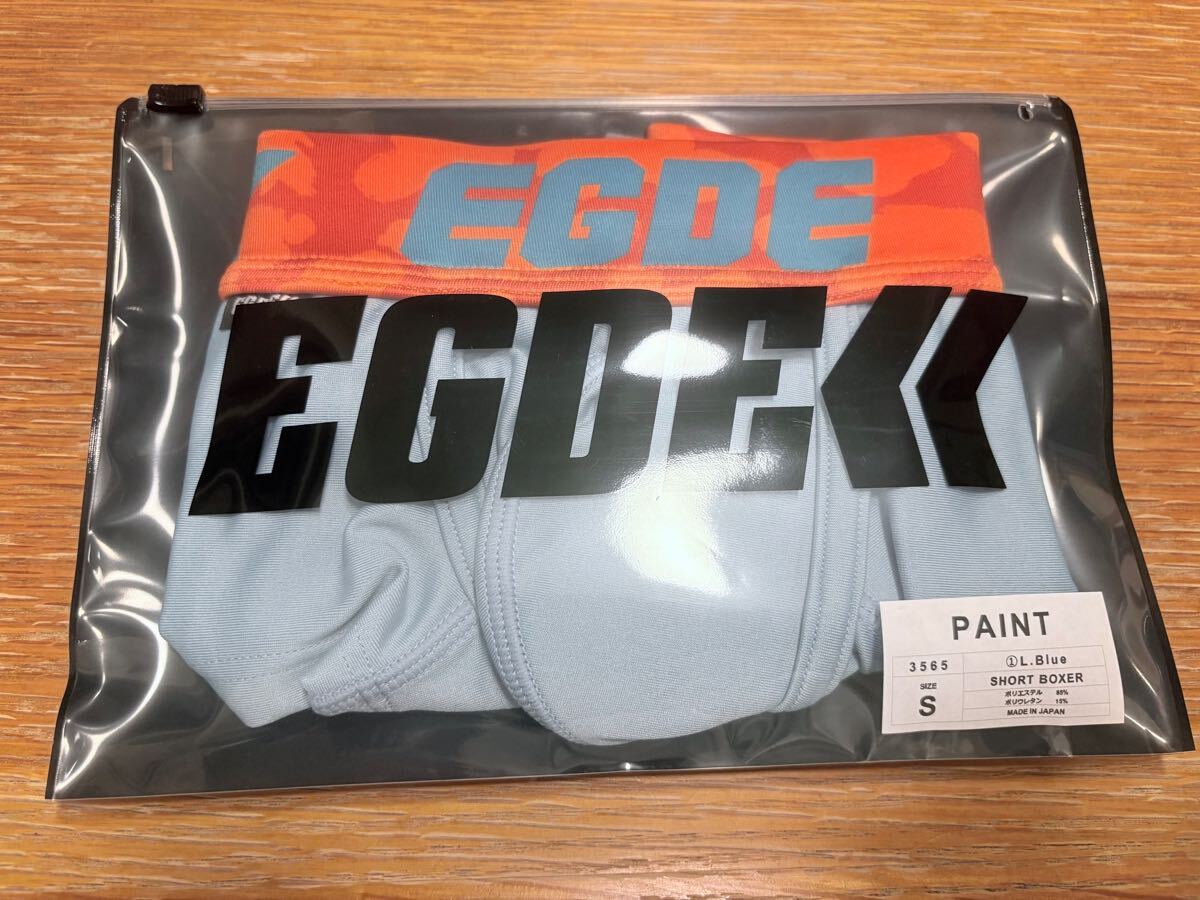 EGDE
EGDE
PAINT
3565
①L.Blue
SIZE
S
SHORT BOXER
ポリエステル 85%
ポリウレタン 15%
MADE IN JAPAN